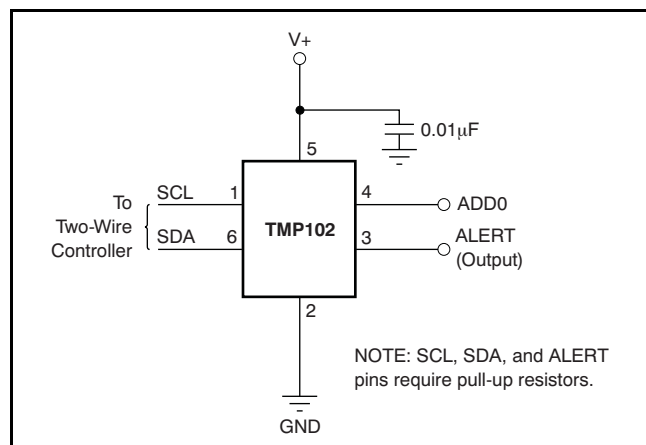 V+
0.01µF
5
To
Two-Wire
Controller
SCL
1
SDA
6
TMP102
4
ADD0
3
ALERT
(Output)
2
GND
NOTE: SCL, SDA, and ALERT
pins require pull-up resistors.